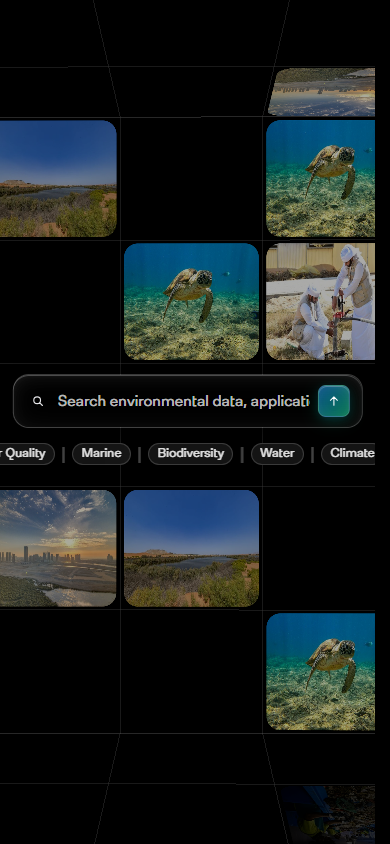 Search environmental data, applicati
r Quality | Marine | Biodiversity | Water | Climate